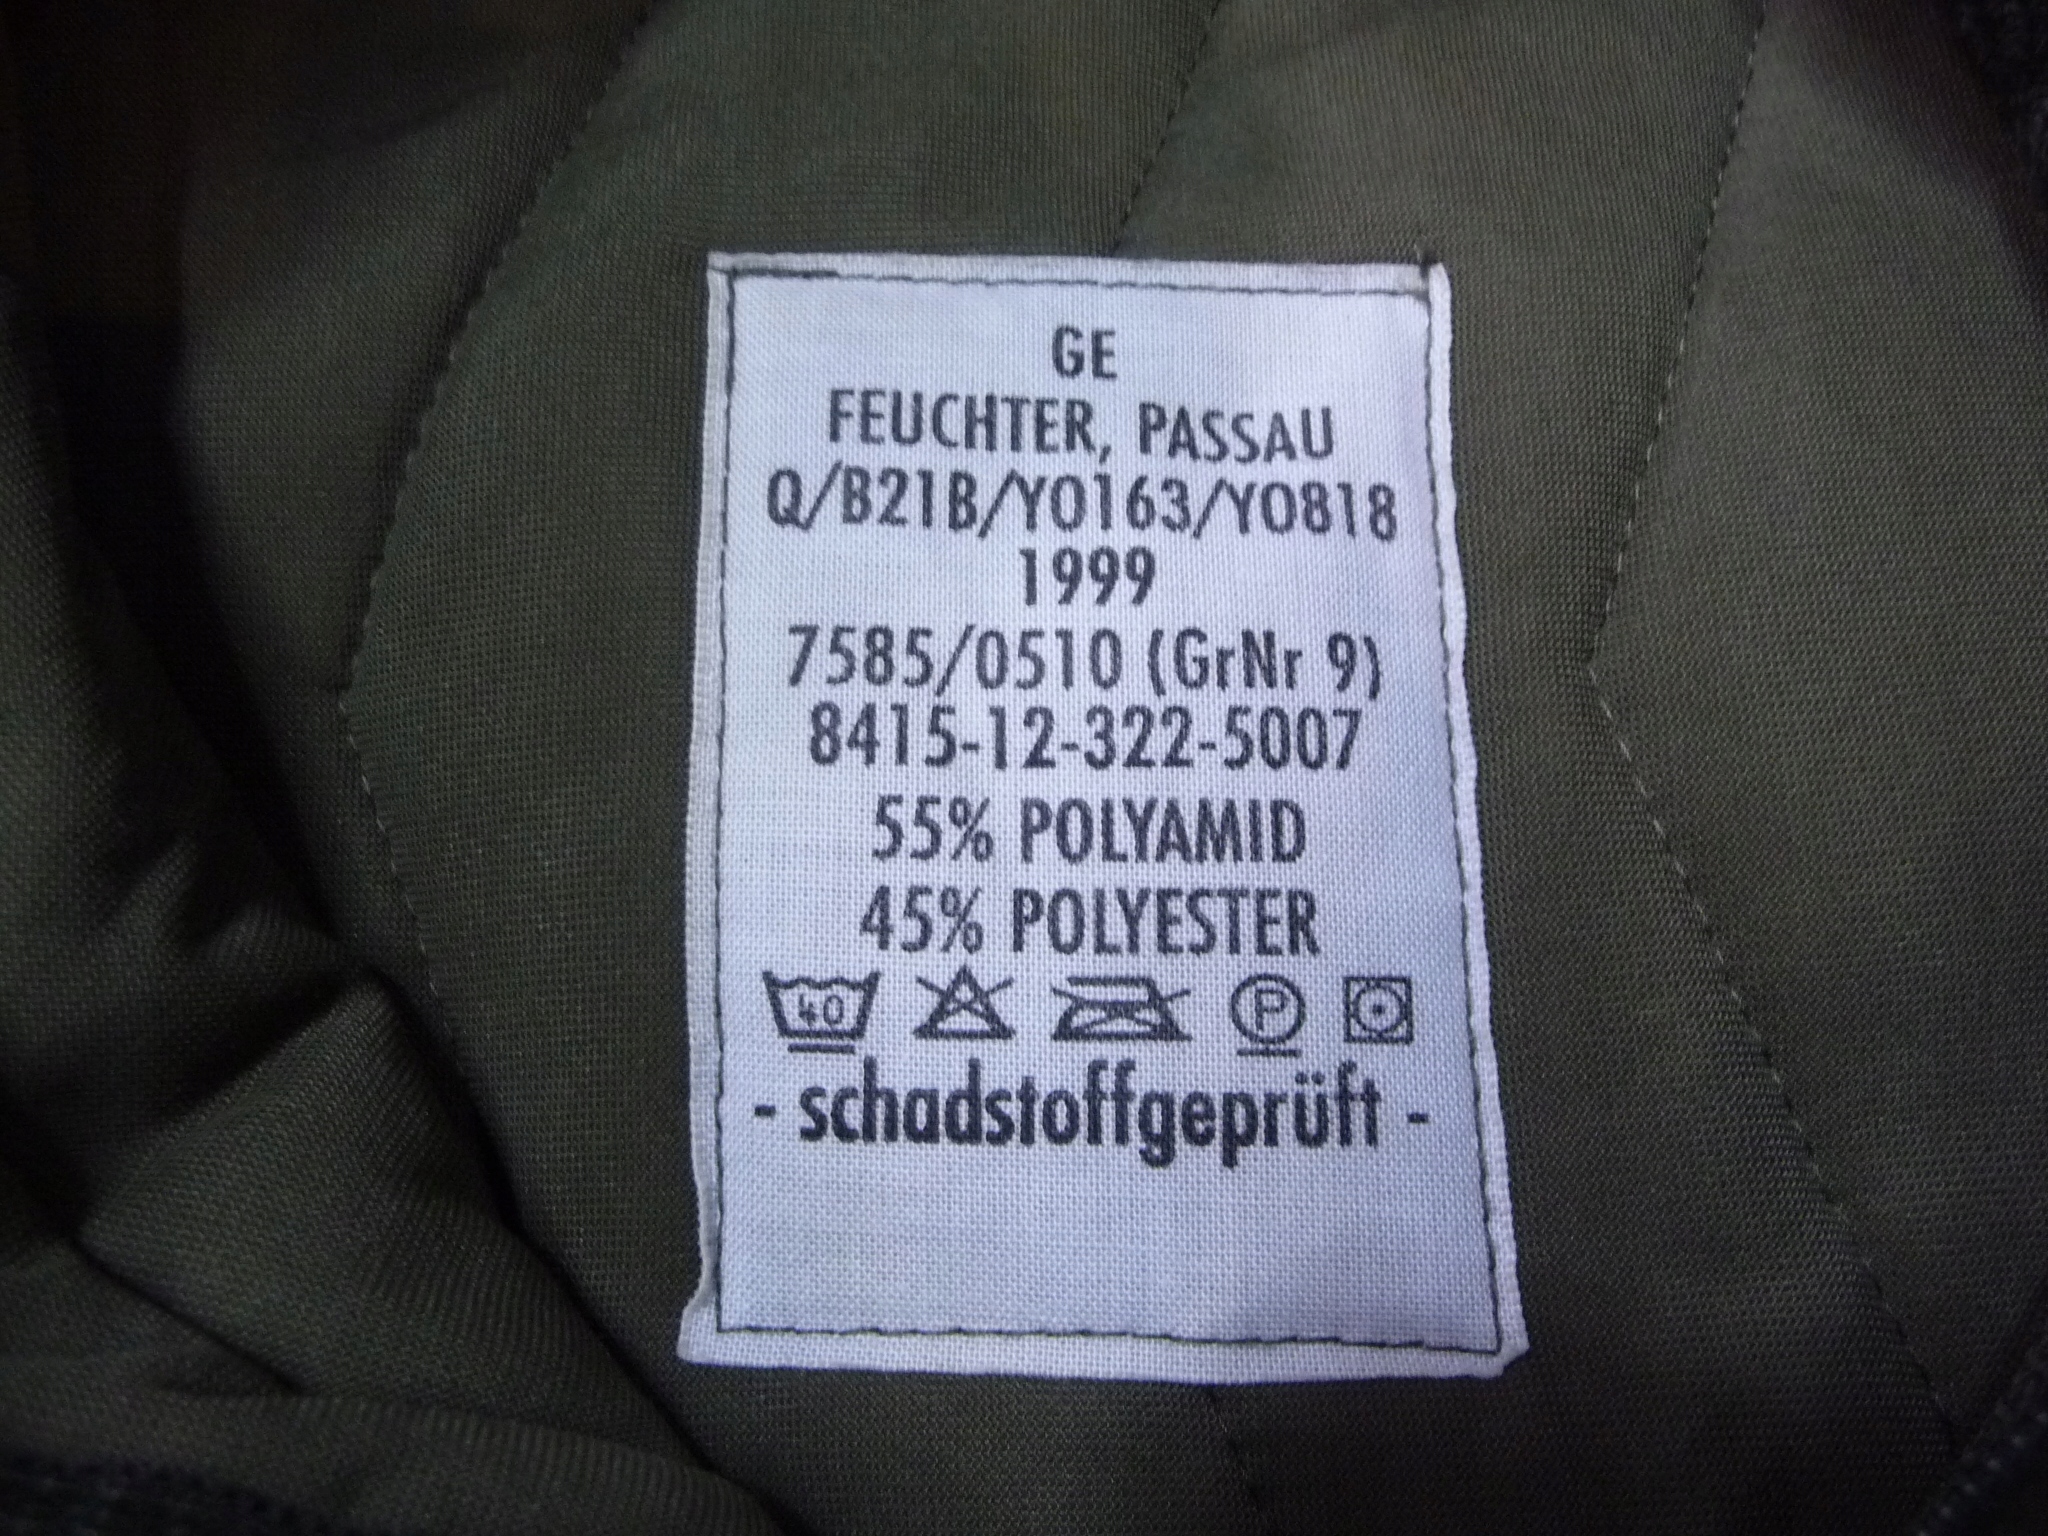 GE
FEUCHTER, PASSAU
Q/B21B/Y0163/Y0818
1999
7585/0510 (GrNr 9)
8415-12-322-5007
55% POLYAMID
45% POLYESTER
40 P
- schadstoffgeprüft -